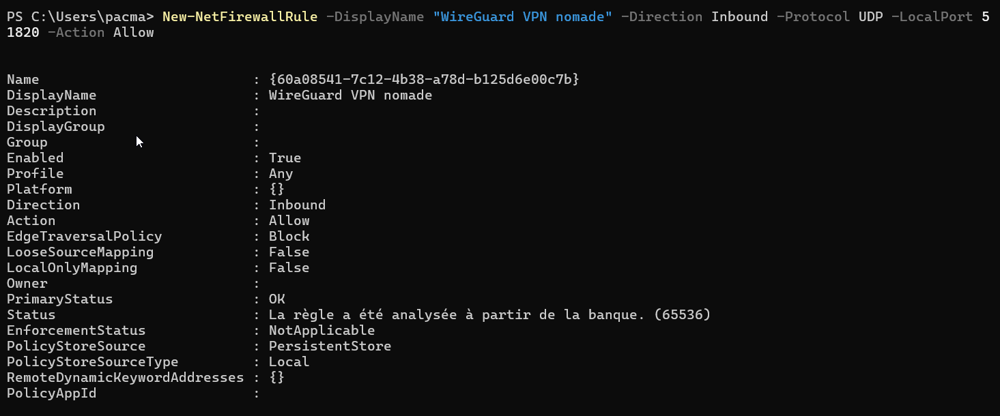 PS C:\Users\pacma> New-NetFirewallRule -DisplayName "WireGuard VPN nomade" -Direction Inbound -Protocol UDP -LocalPort 5
1820 -Action Allow
Name : {60a08541-7c12-4b38-a78d-b125d6e00c7b}
DisplayName : WireGuard VPN nomade
Description :
DisplayGroup :
Group :
Enabled : True
Profile : Any
Platform : {}
Direction : Inbound
Action : Allow
EdgeTraversalPolicy : Block
LooseSourceMapping : False
LocalOnlyMapping : False
Owner :
PrimaryStatus : OK
Status : La règle a été analysée à partir de la banque. (65536)
EnforcementStatus : NotApplicable
PolicyStoreSource : PersistentStore
PolicyStoreSourceType : Local
RemoteDynamicKeywordAddresses : {}
PolicyAppId :